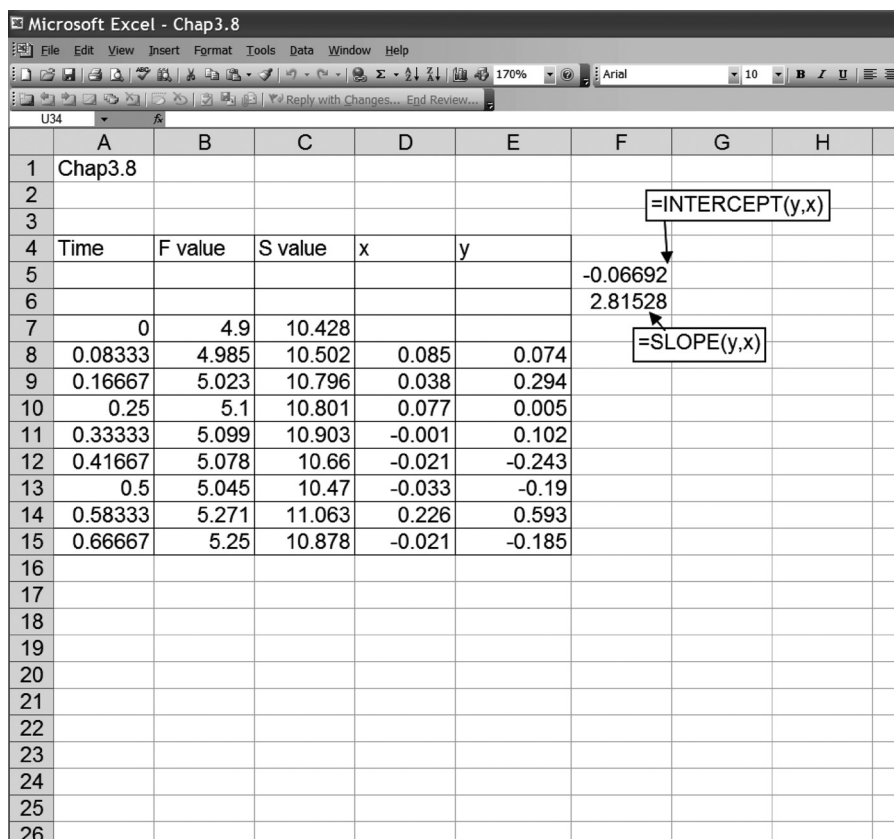 Microsoft Excel - Chap3.8
File Edit View Insert Format Tools Data Window Help
170% Arial 10 B I U
Reply with Changes... End Review...
U34 fx
A B C D E F G H
1 Chap3.8
2 =INTERCEPT(y,x)
3
4 Time F value S value x y
5 -0.06692
6 2.81528
7 0 4.9 10.428 =SLOPE(y,x)
8 0.08333 4.985 10.502 0.085 0.074
9 0.16667 5.023 10.796 0.038 0.294
10 0.25 5.1 10.801 0.077 0.005
11 0.33333 5.099 10.903 -0.001 0.102
12 0.41667 5.078 10.66 -0.021 -0.243
13 0.5 5.045 10.47 -0.033 -0.19
14 0.58333 5.271 11.063 0.226 0.593
15 0.66667 5.25 10.878 -0.021 -0.185
16
17
18
19
20
21
22
23
24
25
26